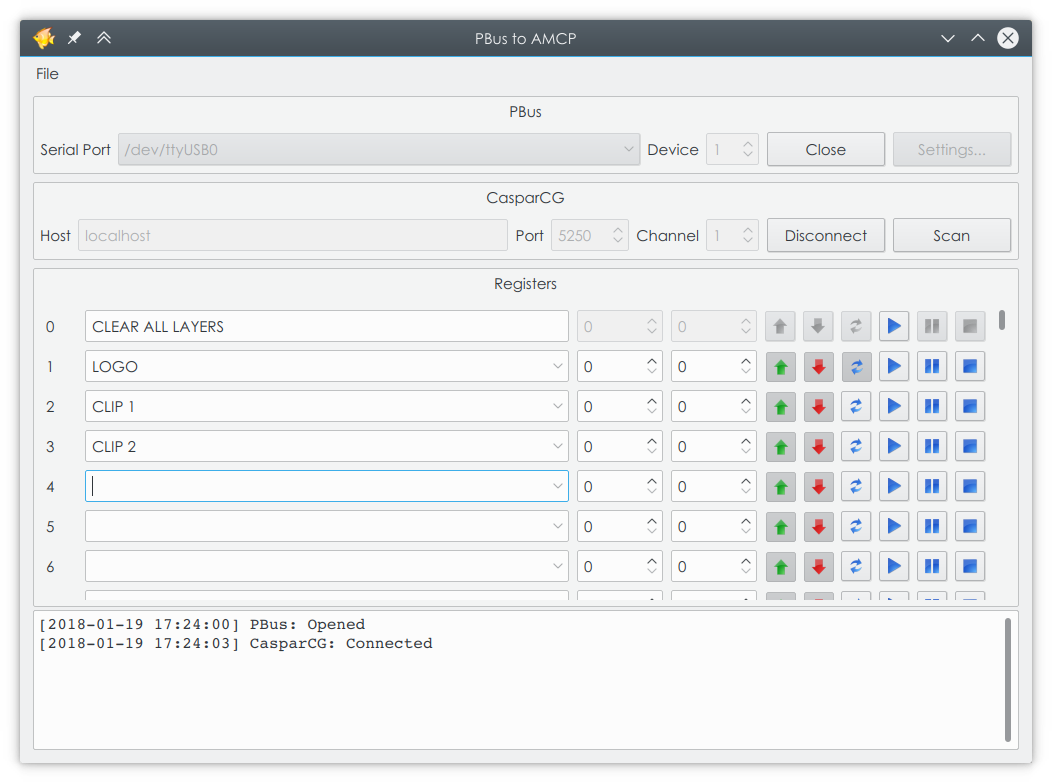 PBus to AMCP
File
PBus
Serial Port /dev/ttyUSB0 Device 1 Close Settings...
CasparCG
Host localhost Port 5250 Channel 1 Disconnect Scan
Registers
0 CLEAR ALL LAYERS 0 0
1 LOGO 0 0
2 CLIP 1 0 0
3 CLIP 2 0 0
4 0 0
5 0 0
6 0 0
[2018-01-19 17:24:00] PBus: Opened
[2018-01-19 17:24:03] CasparCG: Connected